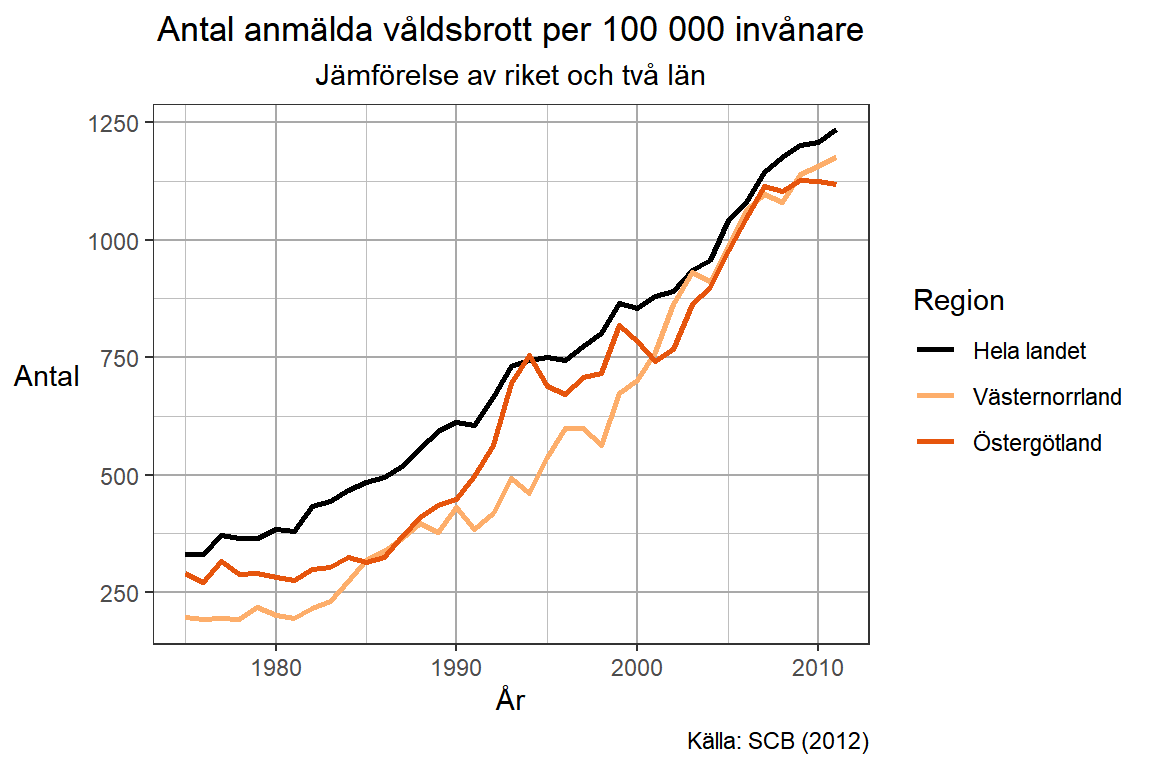 Antal anmälda våldsbrott per 100 000 invånare
Jämförelse av riket och två län
1250
1000
750
500
250
Antal
1980 1990 2000 2010
År
Region
Hela landet
Västernorrland
Östergötland
Källa: SCB (2012)